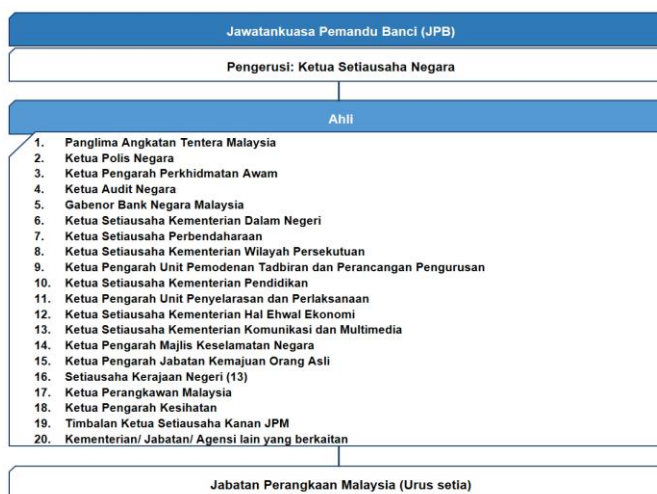 Jawatankuasa Pemandu Banci (JPB)
Pengerusi: Ketua Setiausaha Negara
Ahli
1. Panglima Angkatan Tentera Malaysia
2. Ketua Polis Negara
3. Ketua Pengarah Perkhidmatan Awam
4. Ketua Audit Negara
5. Gabenor Bank Negara Malaysia
6. Ketua Setiausaha Kementerian Dalam Negeri
7. Ketua Setiausaha Perbendaharaan
8. Ketua Setiausaha Kementerian Wilayah Persekutuan
9. Ketua Pengarah Unit Pemodenan Tadbiran dan Perancangan Pengurusan
10. Ketua Setiausaha Kementerian Pendidikan
11. Ketua Pengarah Unit Penyelarasan dan Perlaksanaan
12. Ketua Setiausaha Kementerian Hal Ehwal Ekonomi
13. Ketua Setiausaha Kementerian Komunikasi dan Multimedia
14. Ketua Pengarah Majlis Keselamatan Negara
15. Ketua Pengarah Jabatan Kemajuan Orang Asli
16. Setiausaha Kerajaan Negeri (13)
17. Ketua Perangkawan Malaysia
18. Ketua Pengarah Kesihatan
19. Timbalan Ketua Setiausaha Kanan JPM
20. Kementerian/ Jabatan/ Agensi lain yang berkaitan
Jabatan Perangkaan Malaysia (Urus setia)